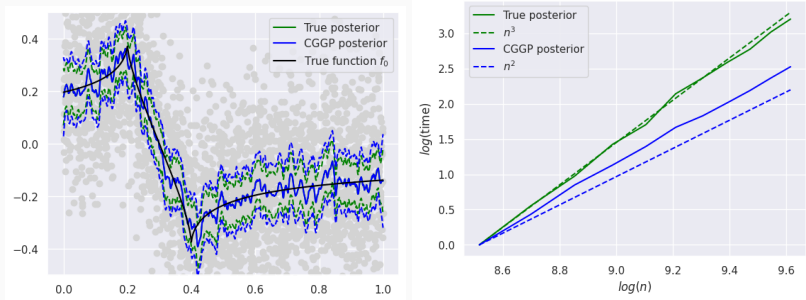 True posterior
CGGP posterior
True function f₀
0.4
0.2
0.0
−0.2
−0.4
0.0 0.2 0.4 0.6 0.8 1.0
True posterior
n³
CGGP posterior
n²
3.0
2.5
2.0
1.5
1.0
0.5
0.0
log(time)
8.6 8.8 9.0 9.2 9.4 9.6
log(n)